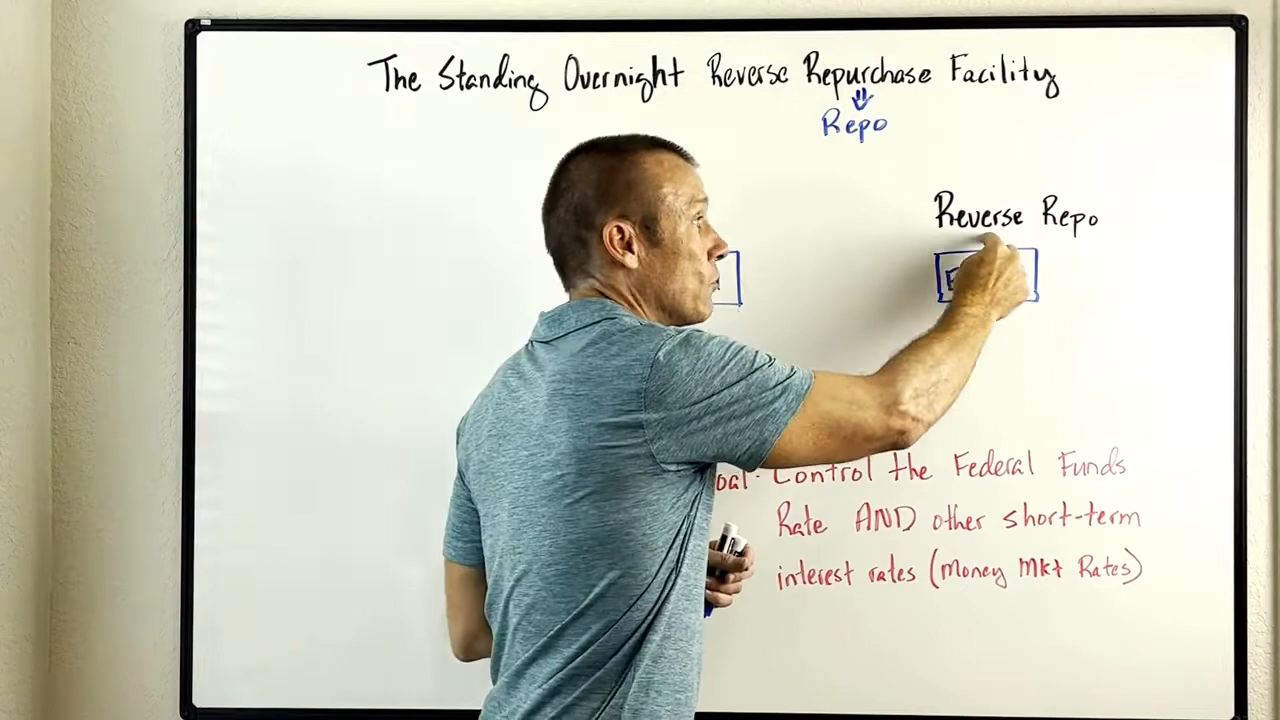 The Standing Overnight Reverse Repurchase Facility
Repo
Reverse Repo
Control the Federal Funds
Rate AND other short-term
interest rates (Money Mkt Rates)